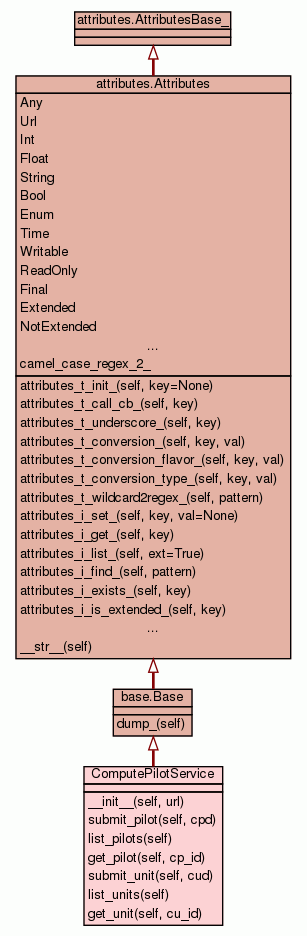 attributes.AttributesBase_
attributes.Attributes
Any
Url
Int
Float
String
Bool
Enum
Time
Writable
ReadOnly
Final
Extended
NotExtended
...
camel_case_regex_2_
attributes_t_init_(self, key=None)
attributes_t_call_cb_(self, key)
attributes_t_underscore_(self, key)
attributes_t_conversion_(self, key, val)
attributes_t_conversion_flavor_(self, key, val)
attributes_t_conversion_type_(self, key, val)
attributes_t_wildcard2regex_(self, pattern)
attributes_i_set_(self, key, val=None)
attributes_i_get_(self, key)
attributes_i_list_(self, ext=True)
attributes_i_find_(self, pattern)
attributes_i_exists_(self, key)
attributes_i_is_extended_(self, key)
...
__str__(self)
base.Base
dump_(self)
ComputePilotService
__init__(self, url)
submit_pilot(self, cpd)
list_pilots(self)
get_pilot(self, cp_id)
submit_unit(self, cud)
list_units(self)
get_unit(self, cu_id)